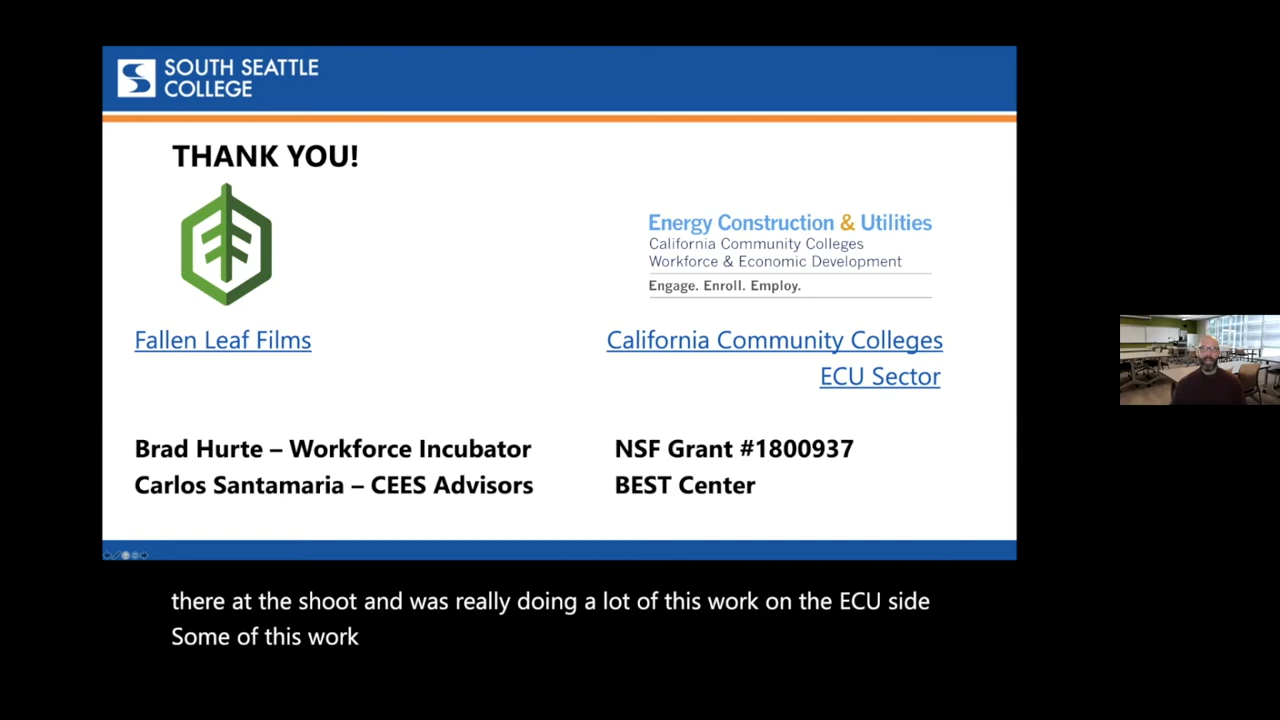 SOUTH SEATTLE
COLLEGE
THANK YOU!
Energy Construction & Utilities
California Community Colleges
Workforce & Economic Development
Engage. Enroll. Employ.
Fallen Leaf Films
California Community Colleges
ECU Sector
Brad Hurte – Workforce Incubator
Carlos Santamaria – CEES Advisors
NSF Grant #1800937
BEST Center
there at the shoot and was really doing a lot of this work on the ECU side
Some of this work